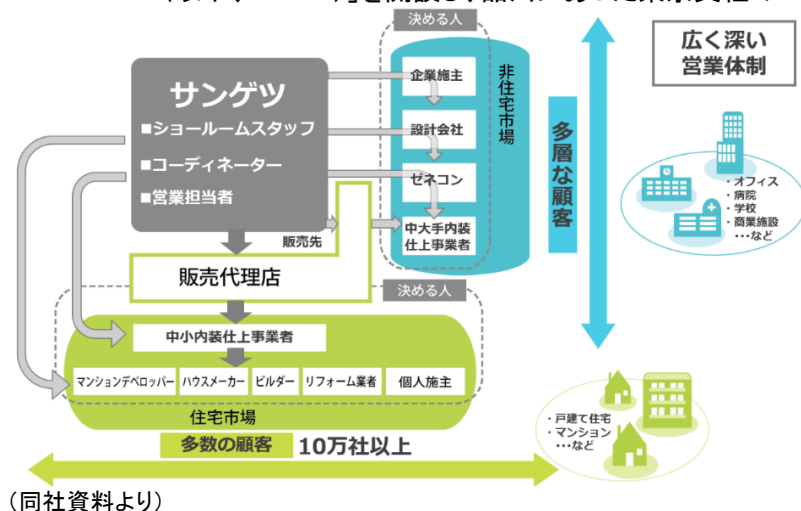 決める人
広く深い
営業体制
サンゲツ
■ショールームスタッフ
■コーディネーター
■営業担当者
企業施主
設計会社
ゼネコン
中大手内装
仕上事業者
非住宅市場
多層な顧客
・オフィス
・病院
・学校
・商業施設
・・・など
販売先
販売代理店
決める人
中小内装仕上事業者
マンションデベロッパー
ハウスメーカー
ビルダー
リフォーム業者
個人施主
住宅市場
多数の顧客 10万社以上
・戸建て住宅
・マンション
・・・など
(同社資料より)